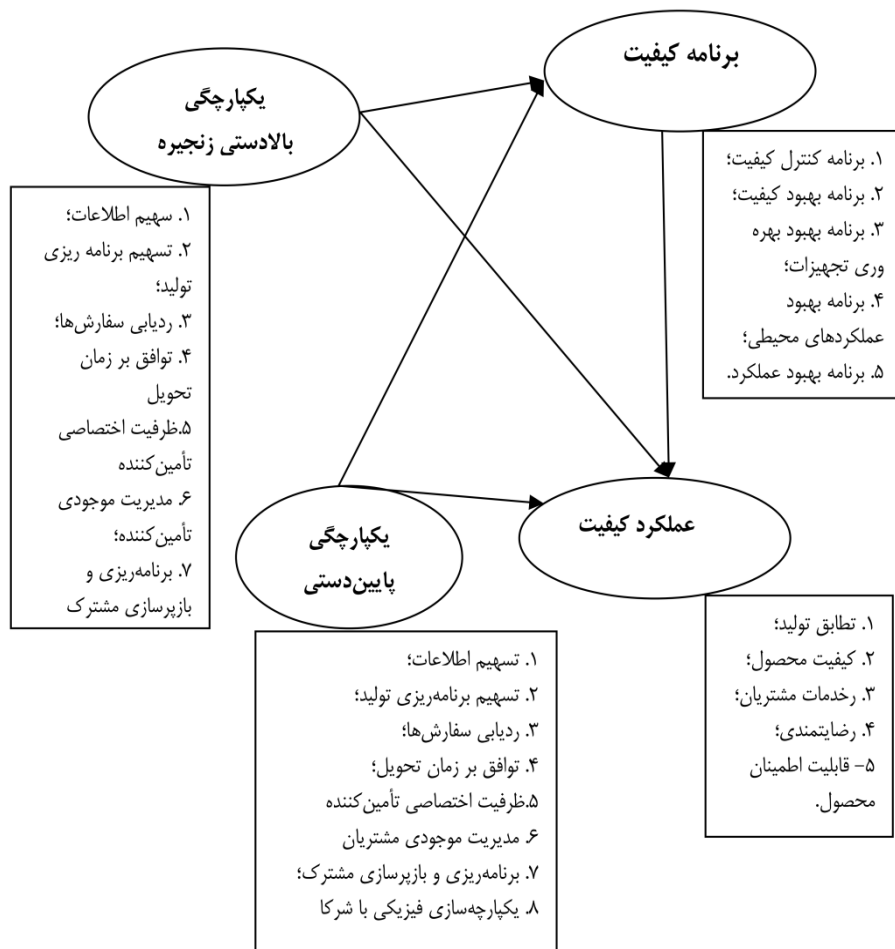 برنامه کیفیت
یکپارچگی
بالادستی زنجیره
۱. برنامه کنترل کیفیت؛
۲. برنامه بهبود کیفیت؛
۳. برنامه بهبود بهره
وری تجهیزات؛
۴. برنامه بهبود
عملکردهای محیطی؛
۵. برنامه بهبود عملکرد.
۱. سهیم اطلاعات؛
۲. تسهیم برنامه ریزی
تولید؛
۳. ردیابی سفارش‌ها؛
۴. توافق بر زمان
تحویل
۵.ظرفیت اختصاصی
تأمین‌کننده
۶. مدیریت موجودی
تأمین‌کننده؛
۷. برنامه‌ریزی و
بازپرسازی مشترک
عملکرد کیفیت
یکپارچگی
پایین‌دستی
۱. تطابق تولید؛
۲. کیفیت محصول؛
۳. رخدمات مشتریان؛
۴. رضایتمندی؛
۵– قابلیت اطمینان
محصول.
۱. تسهیم اطلاعات؛
۲. تسهیم برنامه‌ریزی تولید؛
۳. ردیابی سفارش‌ها؛
۴. توافق بر زمان تحویل؛
۵.ظرفیت اختصاصی تأمین‌کننده
۶. مدیریت موجودی مشتریان
۷. برنامه‌ریزی و بازپرسازی مشترک؛
۸. یکپارچه‌سازی فیزیکی با شرکا